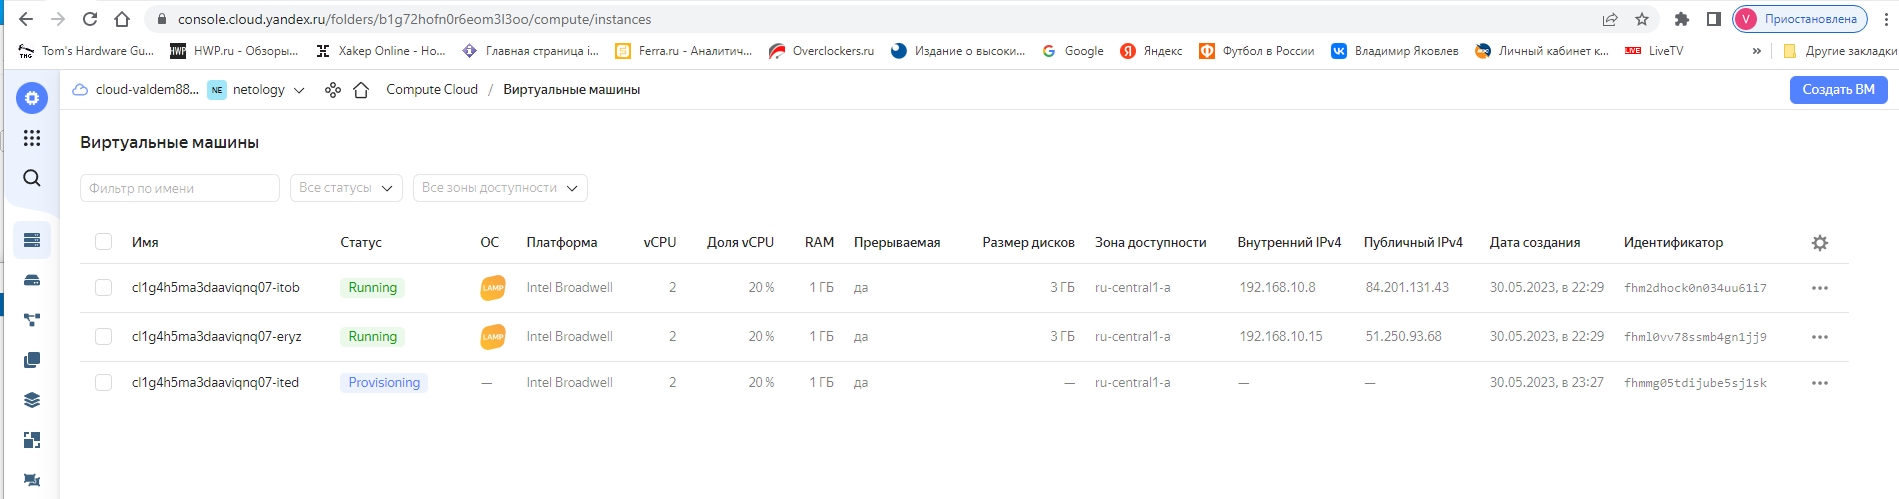 console.cloud.yandex.ru/folders/b1g72hofn0r6eom3l3oo/compute/instances
V Приостановлена
Tom's Hardware Gu... HWP HWP.ru - Обзоры... Хакер Online - Но... Главная страница i... Ferra.ru - Аналитич... Overclockers.ru Издание о высоки... Google Яндекс Футбол в России Владимир Яковлев Личный кабинет к... LIVE LiveTV » Другие закладки
cloud-valdem88... NE netology Compute Cloud / Виртуальные машины Создать ВМ
Виртуальные машины
Фильтр по имени Все статусы Все зоны доступности
Имя Статус ОС Платформа vCPU Доля vCPU RAM Прерываемая Размер дисков Зона доступности Внутренний IPv4 Публичный IPv4 Дата создания Идентификатор
cl1g4h5ma3daaviqnq07-itob Running LAMP Intel Broadwell 2 20 % 1 ГБ да 3 ГБ ru-central1-a 192.168.10.8 84.201.131.43 30.05.2023, в 22:29 fhm2dhock0n034uu61i7
cl1g4h5ma3daaviqnq07-eryz Running LAMP Intel Broadwell 2 20 % 1 ГБ да 3 ГБ ru-central1-a 192.168.10.15 51.250.93.68 30.05.2023, в 22:29 fhml0vv78ssmb4gn1jj9
cl1g4h5ma3daaviqnq07-ited Provisioning — Intel Broadwell 2 20 % 1 ГБ да — ru-central1-a — — 30.05.2023, в 23:27 fhmmg05tdijube5sj1sk